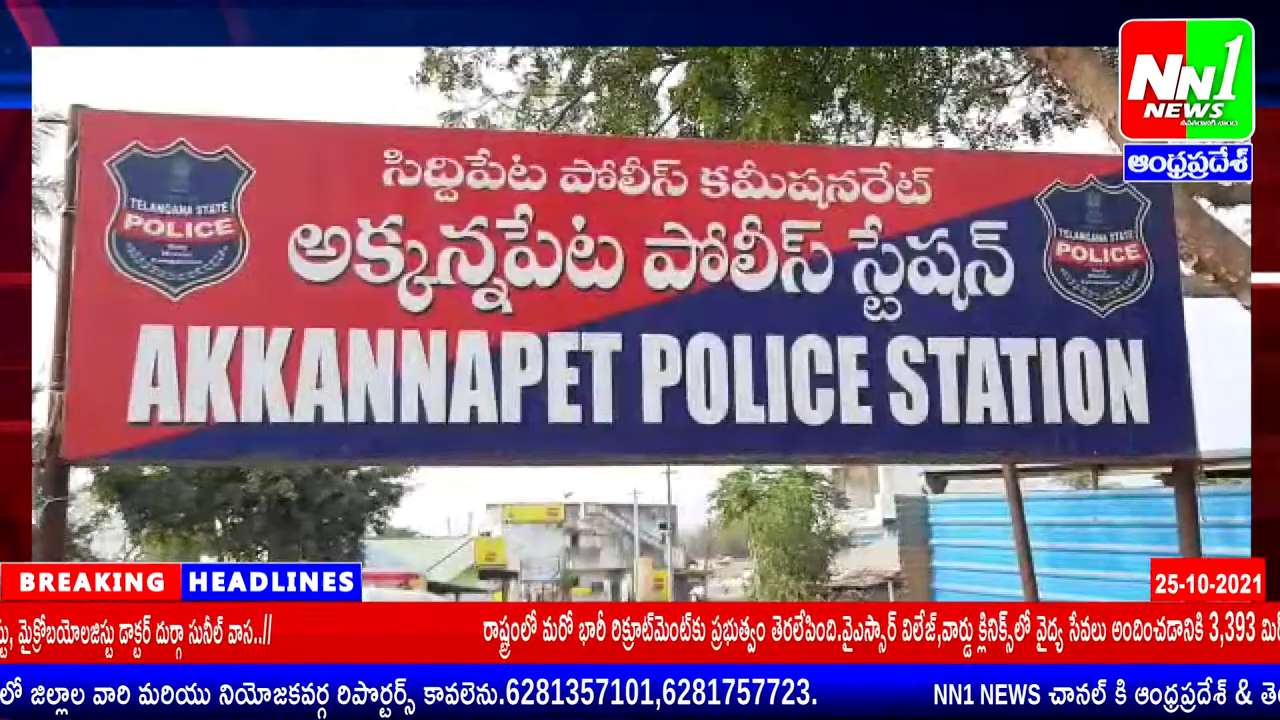 NN1
NEWS
ఆంధ్రప్రదేశ్
సిద్దిపేట పోలీస్ కమీషనరేట్
TELANGANA STATE
POLICE
TELANGANA STATE
POLICE
అక్కన్నపేట పోలీస్ స్టేషన్
AKKANNAPET POLICE STATION
BREAKING HEADLINES
25-10-2021
మైక్రోబయోలజిస్టు డాక్టర్ దుర్గా సునీల్ వాస..// రాష్ట్రంలో మరో భారీ రిక్రూట్‌మెంట్‌కు ప్రభుత్వం తెరలేపింది.వైఎస్సార్ విలేజ్,వార్డు క్లినిక్స్‌లో వైద్య సేవలు అందించడానికి 3,393
లో జిల్లాల వారి మరియు నియోజకవర్గ రిపొర్టర్స్ కావలెను.6281357101,6281757723. NN1 NEWS చానల్ కి ఆంధ్రప్రదేశ్ &